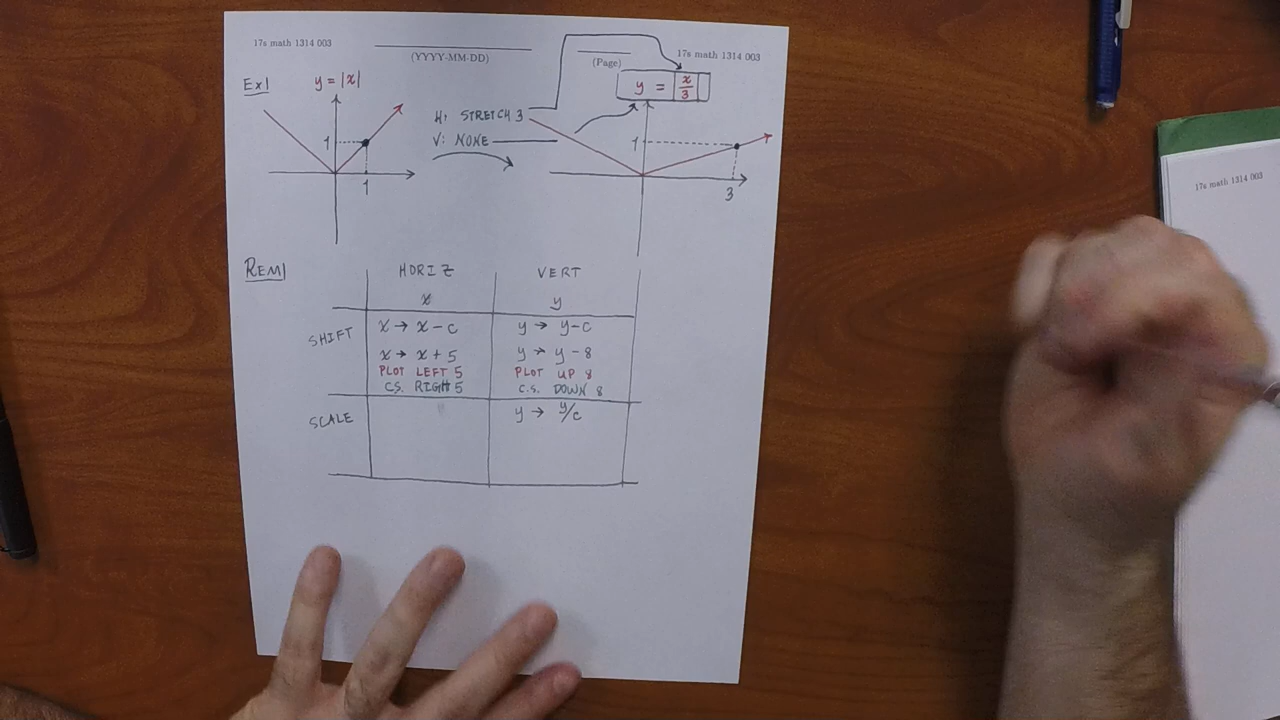 17s math 1314 003
(YYYY-MM-DD)
(Page)
17s math 1314 003
Ex1
y = |x|
H: STRETCH 3
V: NONE
y = |x/3|
1
1
1
3
REM1
HORIZ
VERT
x
y
SHIFT
x → x - c
y → y - c
x → x + 5
y → y - 8
PLOT LEFT 5
PLOT UP 8
C.S. RIGHT 5
C.S. DOWN 8
SCALE
y → y/c
17s math 1314 003